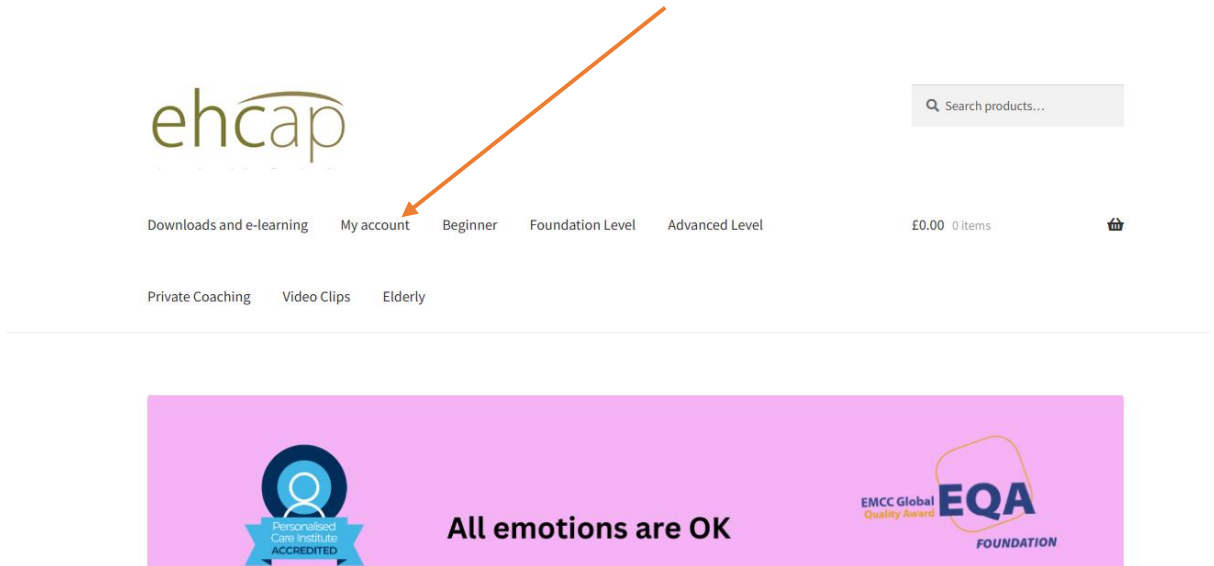 ehcap
Search products...
Downloads and e-learning My account Beginner Foundation Level Advanced Level
£0.00 0 items
Private Coaching Video Clips Elderly
Personalised
Care Institute
ACCREDITED
All emotions are OK
EMCC Global
Quality Award
EQA
FOUNDATION